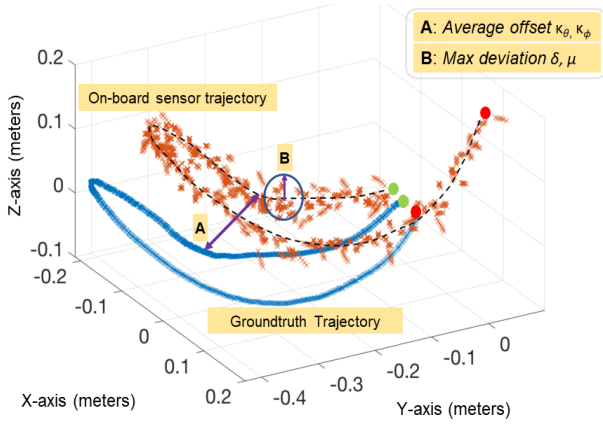 A: Average offset κθ, κϕ
B: Max deviation δ, μ
On-board sensor trajectory
B
A
Groundtruth Trajectory
Z-axis (meters)
0.2
0.1
0
-0.1
-0.2
-0.1
0
0.1
0.2
X-axis (meters)
-0.4
-0.3
-0.2
-0.1
0
Y-axis (meters)